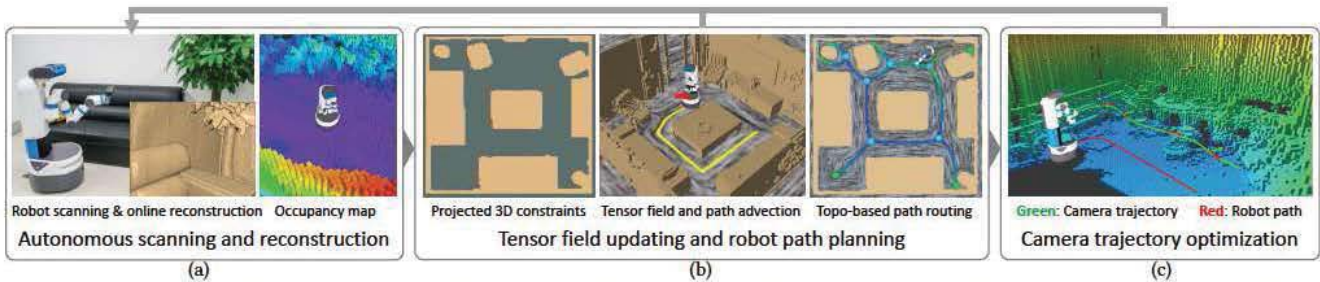 Robot scanning & online reconstruction
Occupancy map
Autonomous scanning and reconstruction
(a)
Projected 3D constraints
Tensor field and path advection
Topo-based path routing
Tensor field updating and robot path planning
(b)
Green: Camera trajectory
Red: Robot path
Camera trajectory optimization
(c)